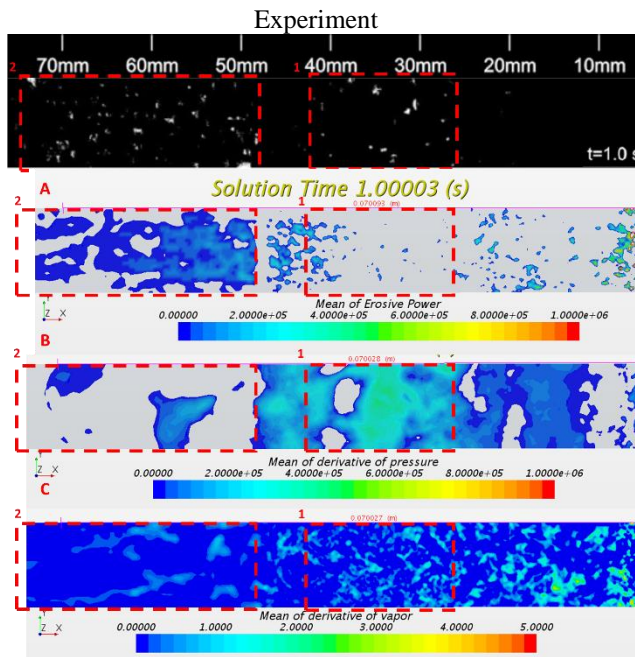 Experiment
2 70mm 60mm 50mm 1 40mm 30mm 20mm 10mm
t=1.0 s
A Solution Time 1.00003 (s)
2 1 0.070093 (m)
Mean of Erosive Power
Z X 0.00000 2.0000e+05 4.0000e+05 6.0000e+05 8.0000e+05 1.0000e+06
B
2 1 0.070028 (m)
Mean of derivative of pressure
Z X 0.00000 2.0000e+05 4.0000e+05 6.0000e+05 8.0000e+05 1.0000e+06
C
2 1 0.070027 (m)
Mean of derivative of vapor
Z X 0.00000 1.0000 2.0000 3.0000 4.0000 5.0000